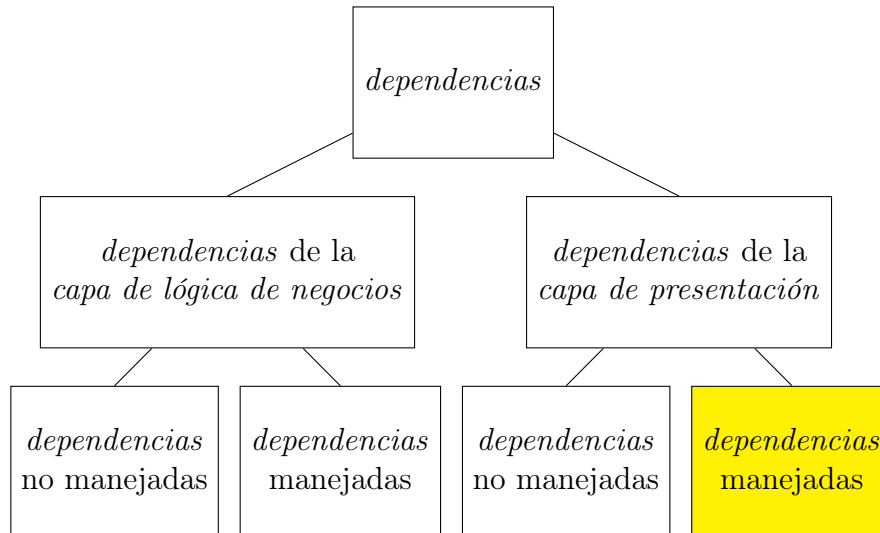 dependencias
dependencias de la
capa de lógica de negocios
dependencias de la
capa de presentación
dependencias
no manejadas
dependencias
manejadas
dependencias
no manejadas
dependencias
manejadas